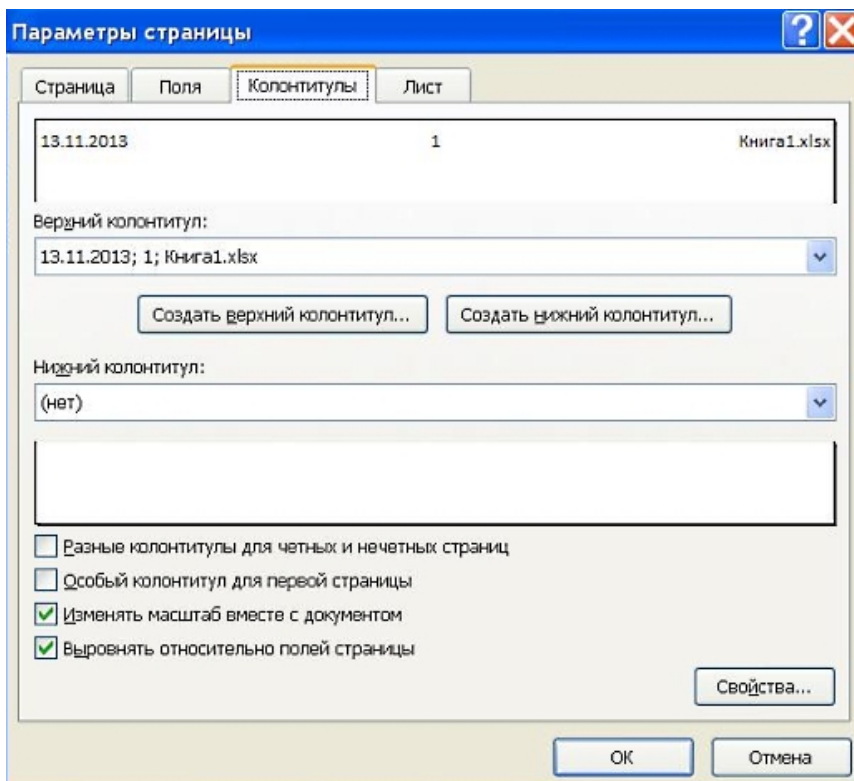 Параметры страницы
Страница Поля Колонтитулы Лист
13.11.2013 1 Книга1.xlsx
Верхний колонтитул:
13.11.2013; 1; Книга1.xlsx
Создать верхний колонтитул... Создать нижний колонтитул...
Нижний колонтитул:
(нет)
Разные колонтитулы для четных и нечетных страниц
Особый колонтитул для первой страницы
Изменять масштаб вместе с документом
Выровнять относительно полей страницы
Свойства...
ОК Отмена